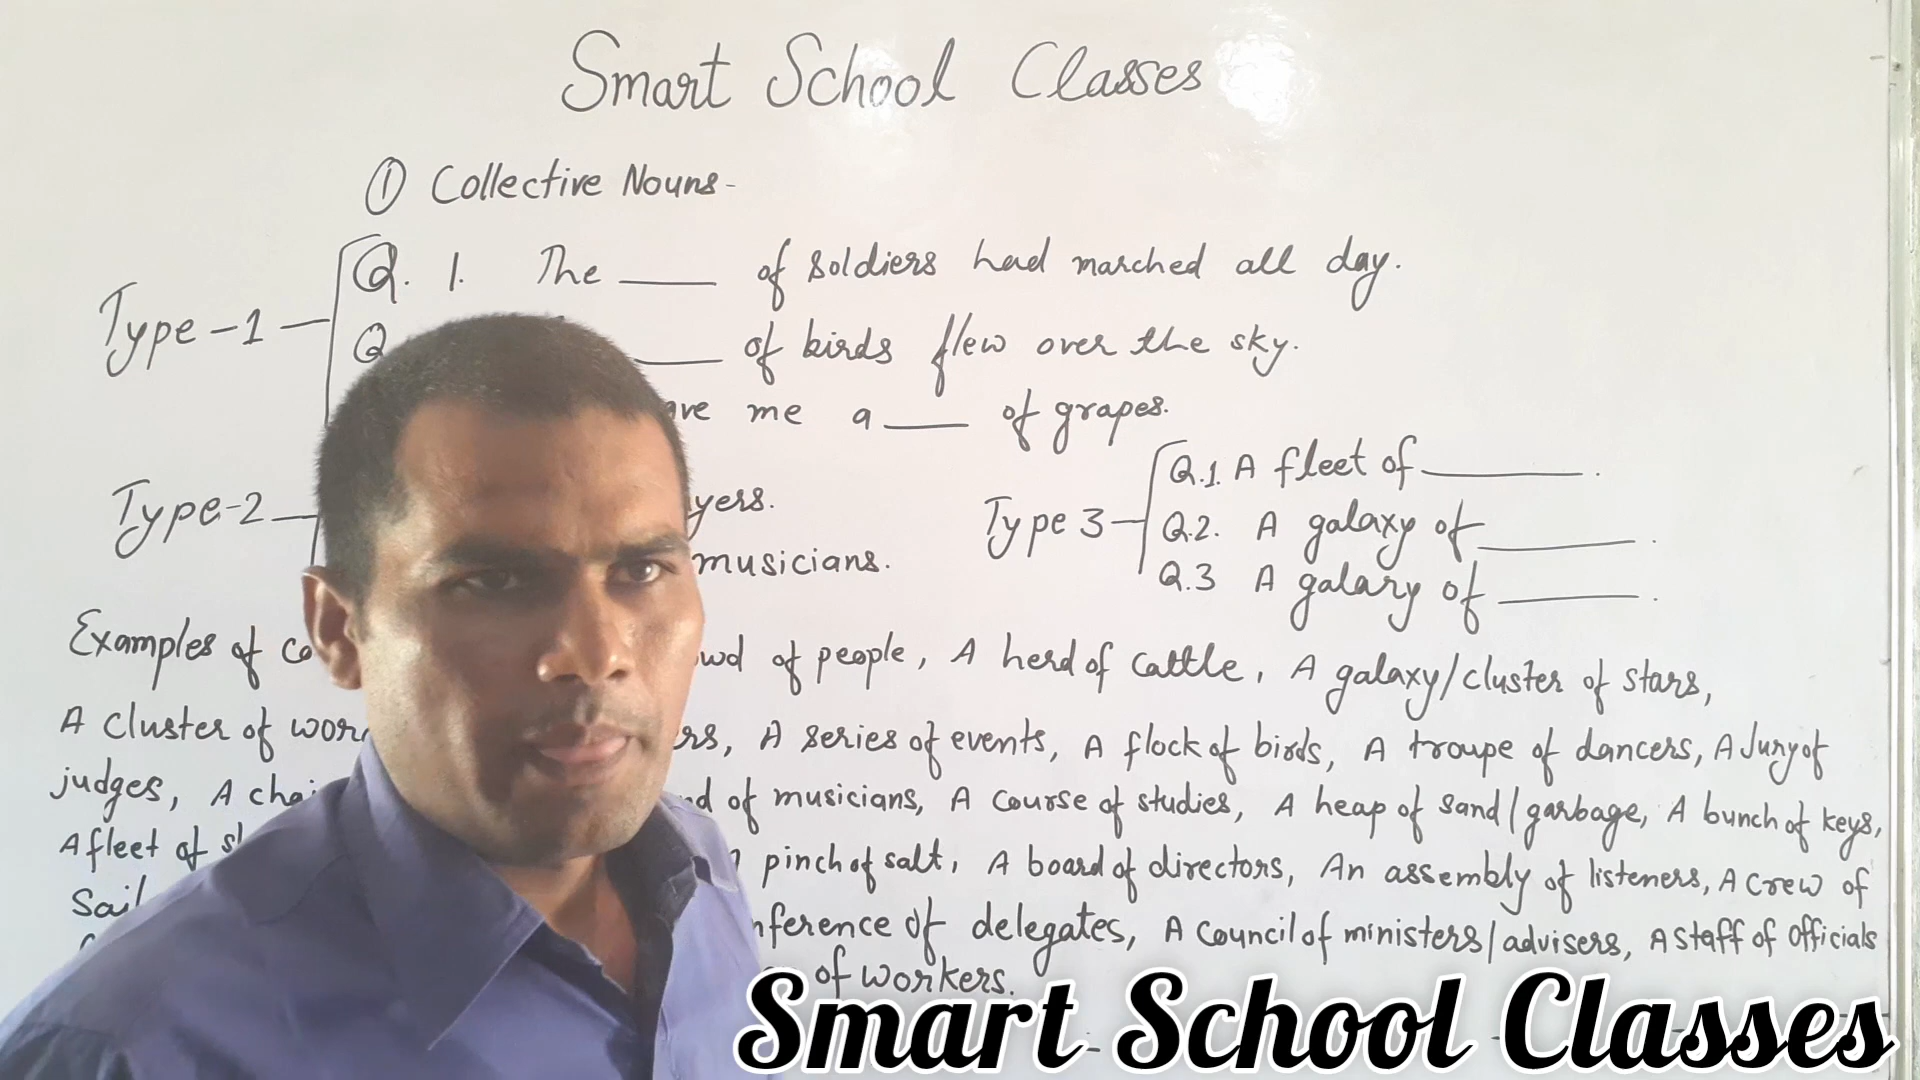 Smart School Classes
① Collective Nouns-
Type-1
Q. 1. The ____ of soldiers had marched all day.
Q ____ of birds flew over the sky.
me a ____ of grapes.
Type-2
musicians.
Type 3
Q.1. A fleet of ____.
Q.2. A galaxy of ____.
Q.3 A galary of ____.
Examples of of people, A herd of cattle, A galaxy/cluster of stars,
A cluster of A series of events, A flock of birds, A troupe of dancers, A Jury of
judges, A of musicians, A course of studies, A heap of sand/garbage, A bunch of keys,
A fleet of pinch of salt, A board of directors, An assembly of listeners, A crew of
of delegates, A Council of ministers/advisers, A staff of officials
of workers.
Smart School Classes